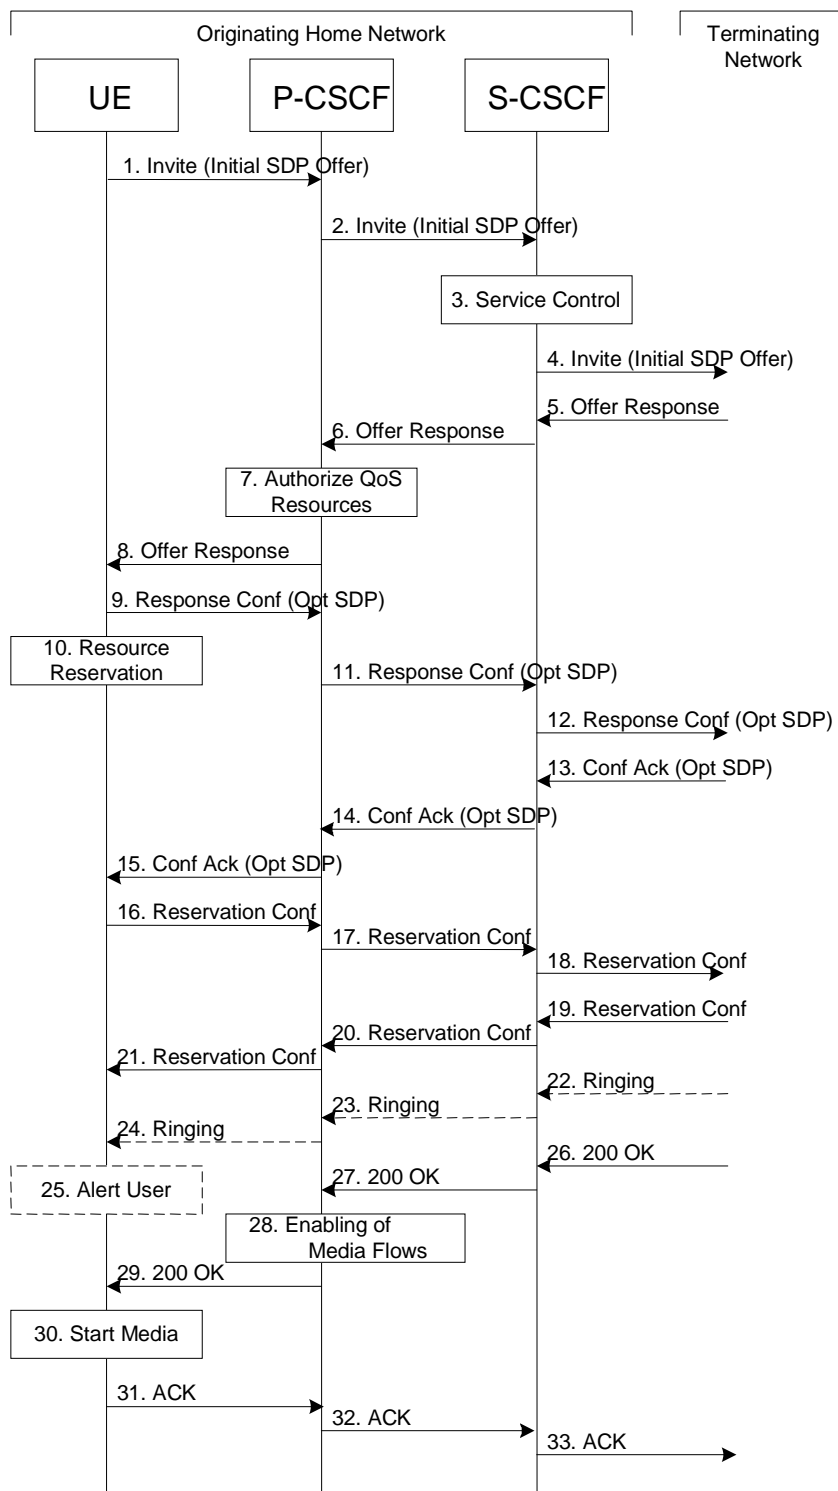 Originating Home Network
Terminating
Network
UE
P-CSCF
S-CSCF
1. Invite (Initial SDP Offer)
2. Invite (Initial SDP Offer)
3. Service Control
4. Invite (Initial SDP Offer)
5. Offer Response
6. Offer Response
7. Authorize QoS
Resources
8. Offer Response
9. Response Conf (Opt SDP)
10. Resource
Reservation
11. Response Conf (Opt SDP)
12. Response Conf (Opt SDP)
13. Conf Ack (Opt SDP)
14. Conf Ack (Opt SDP)
15. Conf Ack (Opt SDP)
16. Reservation Conf
17. Reservation Conf
18. Reservation Conf
19. Reservation Conf
20. Reservation Conf
21. Reservation Conf
22. Ringing
23. Ringing
24. Ringing
25. Alert User
26. 200 OK
27. 200 OK
28. Enabling of
Media Flows
29. 200 OK
30. Start Media
31. ACK
32. ACK
33. ACK